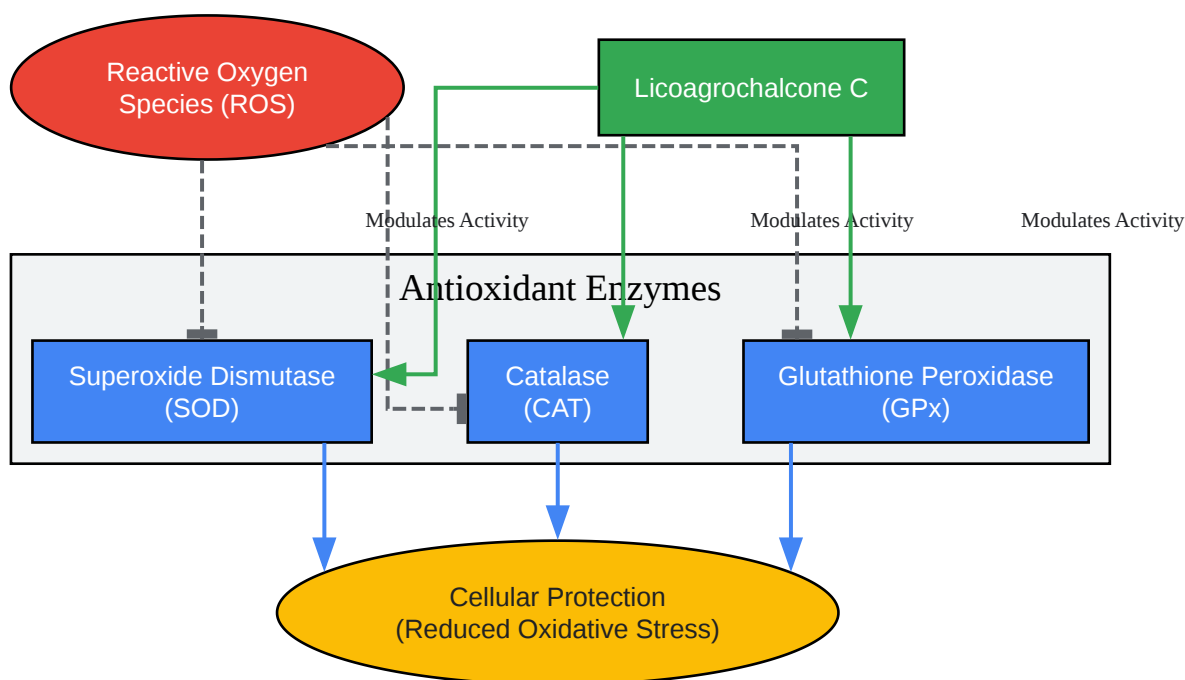 Reactive Oxygen
Species (ROS)
Licoagrochalcone C
Modulates Activity
Modulates Activity
Modulates Activity
Antioxidant Enzymes
Superoxide Dismutase
(SOD)
Catalase
(CAT)
Glutathione Peroxidase
(GPx)
Cellular Protection
(Reduced Oxidative Stress)